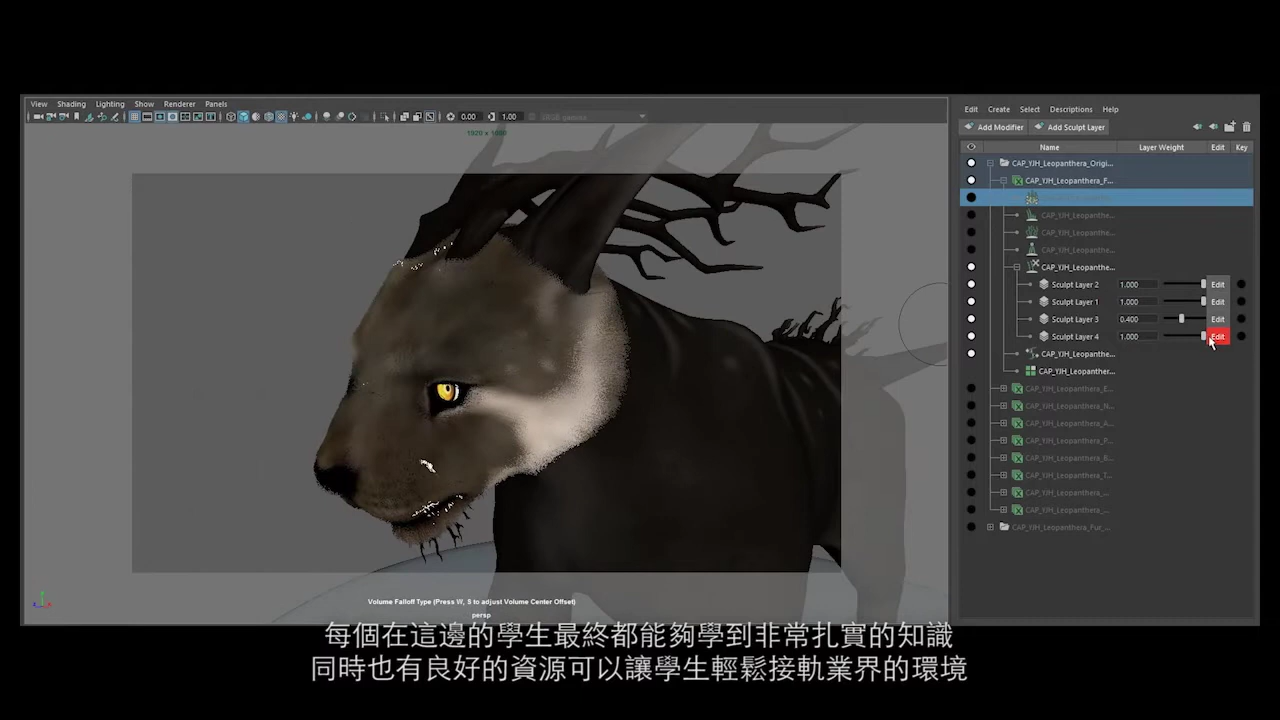 View Shading Lighting Show Renderer Panels
0.00 1.00
1920 x 1080
Edit Create Select Descriptions Help
Add Modifier Add Sculpt Layer
Name Layer Weight Edit Key
CAP_YJH_Leopanthera_Origi...
CAP_YJH_Leopanthera_F...
CAP_YJH_Leopanthe...
CAP_YJH_Leopanthe...
CAP_YJH_Leopanthe...
CAP_YJH_Leopanthe...
Sculpt Layer 2 1.000 Edit
Sculpt Layer 1 1.000 Edit
Sculpt Layer 3 0.400 Edit
Sculpt Layer 4 1.000 Edit
CAP_YJH_Leopanthe...
CAP_YJH_Leopanther...
CAP_YJH_Leopanthera_E...
CAP_YJH_Leopanthera_N...
CAP_YJH_Leopanthera_A...
CAP_YJH_Leopanthera_P...
CAP_YJH_Leopanthera_B...
CAP_YJH_Leopanthera_T...
CAP_YJH_Leopanthera_...
CAP_YJH_Leopanthera_...
CAP_YJH_Leopanthera_Fur_...
Volume Falloff Type (Press W, S to adjust Volume Center Offset)
persp
每個在這邊的學生最終都能夠學到非常扎實的知識
同時也有良好的資源可以讓學生輕鬆接軌業界的環境